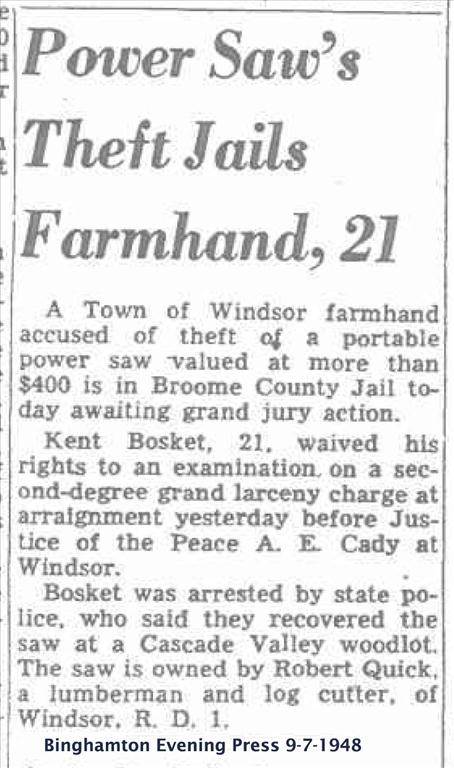 Power Saw's
Theft Jails
Farmhand, 21
A Town of Windsor farmhand
accused of theft of a portable
power saw valued at more than
$400 is in Broome County Jail to-
day awaiting grand jury action.
Kent Bosket, 21, waived his
rights to an examination on a sec-
ond-degree grand larceny charge at
arraignment yesterday before Jus-
tice of the Peace A. E. Cady at
Windsor.
Bosket was arrested by state po-
lice, who said they recovered the
saw at a Cascade Valley woodlot.
The saw is owned by Robert Quick,
a lumberman and log cutter, of
Windsor, R. D. 1.
Binghamton Evening Press 9-7-1948